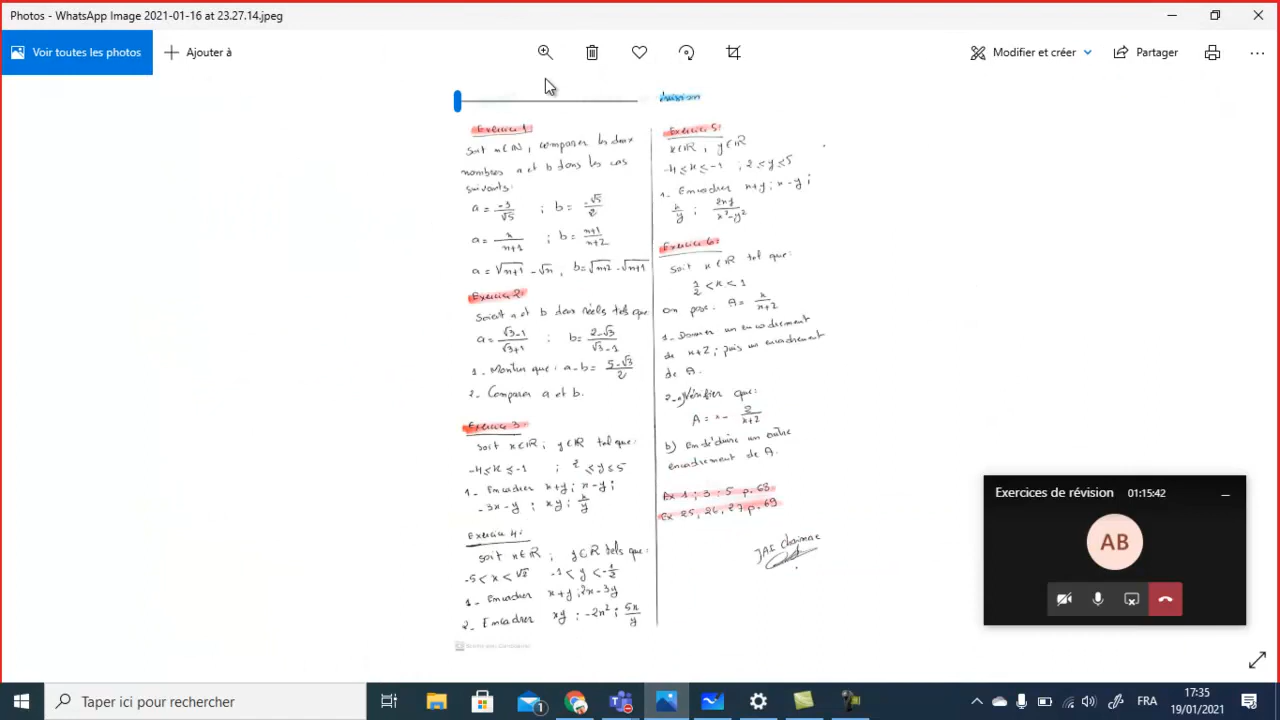 Photos - WhatsApp Image 2021-01-16 at 23.27.14.jpeg
Voir toutes les photos
Ajouter à
Modifier et créer
Partager
Exercice 1
Soit n∈ℕ, comparer les deux
nombres a et b dans les cas
suivants:
a = -3/√5 ; b = -√5/2
a = n/n+1 ; b = n+1/n+2
a = √n+1 - √n, b = √n+2 - √n+1
Exercice 2:
Soient a et b deux réels tels que
a = √3-1/√3+1 ; b = 2-√3/√3-1
1. Montrer que : a-b = 5-√3/2
2. Comparer a et b.
Exercice 3:
Soit x∈ℝ ; y∈ℝ tel que:
-4≤x≤-1 ; 2≤y≤5
1. Encadrer x+y ; x-y ;
-3x-y ; xy ; x/y
Exercice 4:
soit x∈ℝ ; y∈ℝ tels que:
-5<x<√2 -1<y<-1/2
1. Encadrer x+y ; 2x-3y
2. Encadrer xy ; -2x² ; 5x/y
Exercice 5:
x∈ℝ, y∈ℝ
-4≤x≤-1 ; 2≤y≤5
1. Encadrer x+y ; x-y ;
x/y ; 2xy/x²-y²
Exercice 6:
Soit x∈ℝ tel que:
1/2<x<1
on pose: A = x/x+2
1. Donner un encadrement
de x+2 ; puis un encadrement
de A.
2-a) Vérifier que:
A = x - 2/x+2
b) En déduire un autre
encadrement de A.
Ex 1 ; 3 ; 5 p.68
Ex 25, 26, 27 p.69
JAI Chaimae
Exercices de révision
01:15:42
AB
Taper ici pour rechercher
1
FRA
17:35
19/01/2021